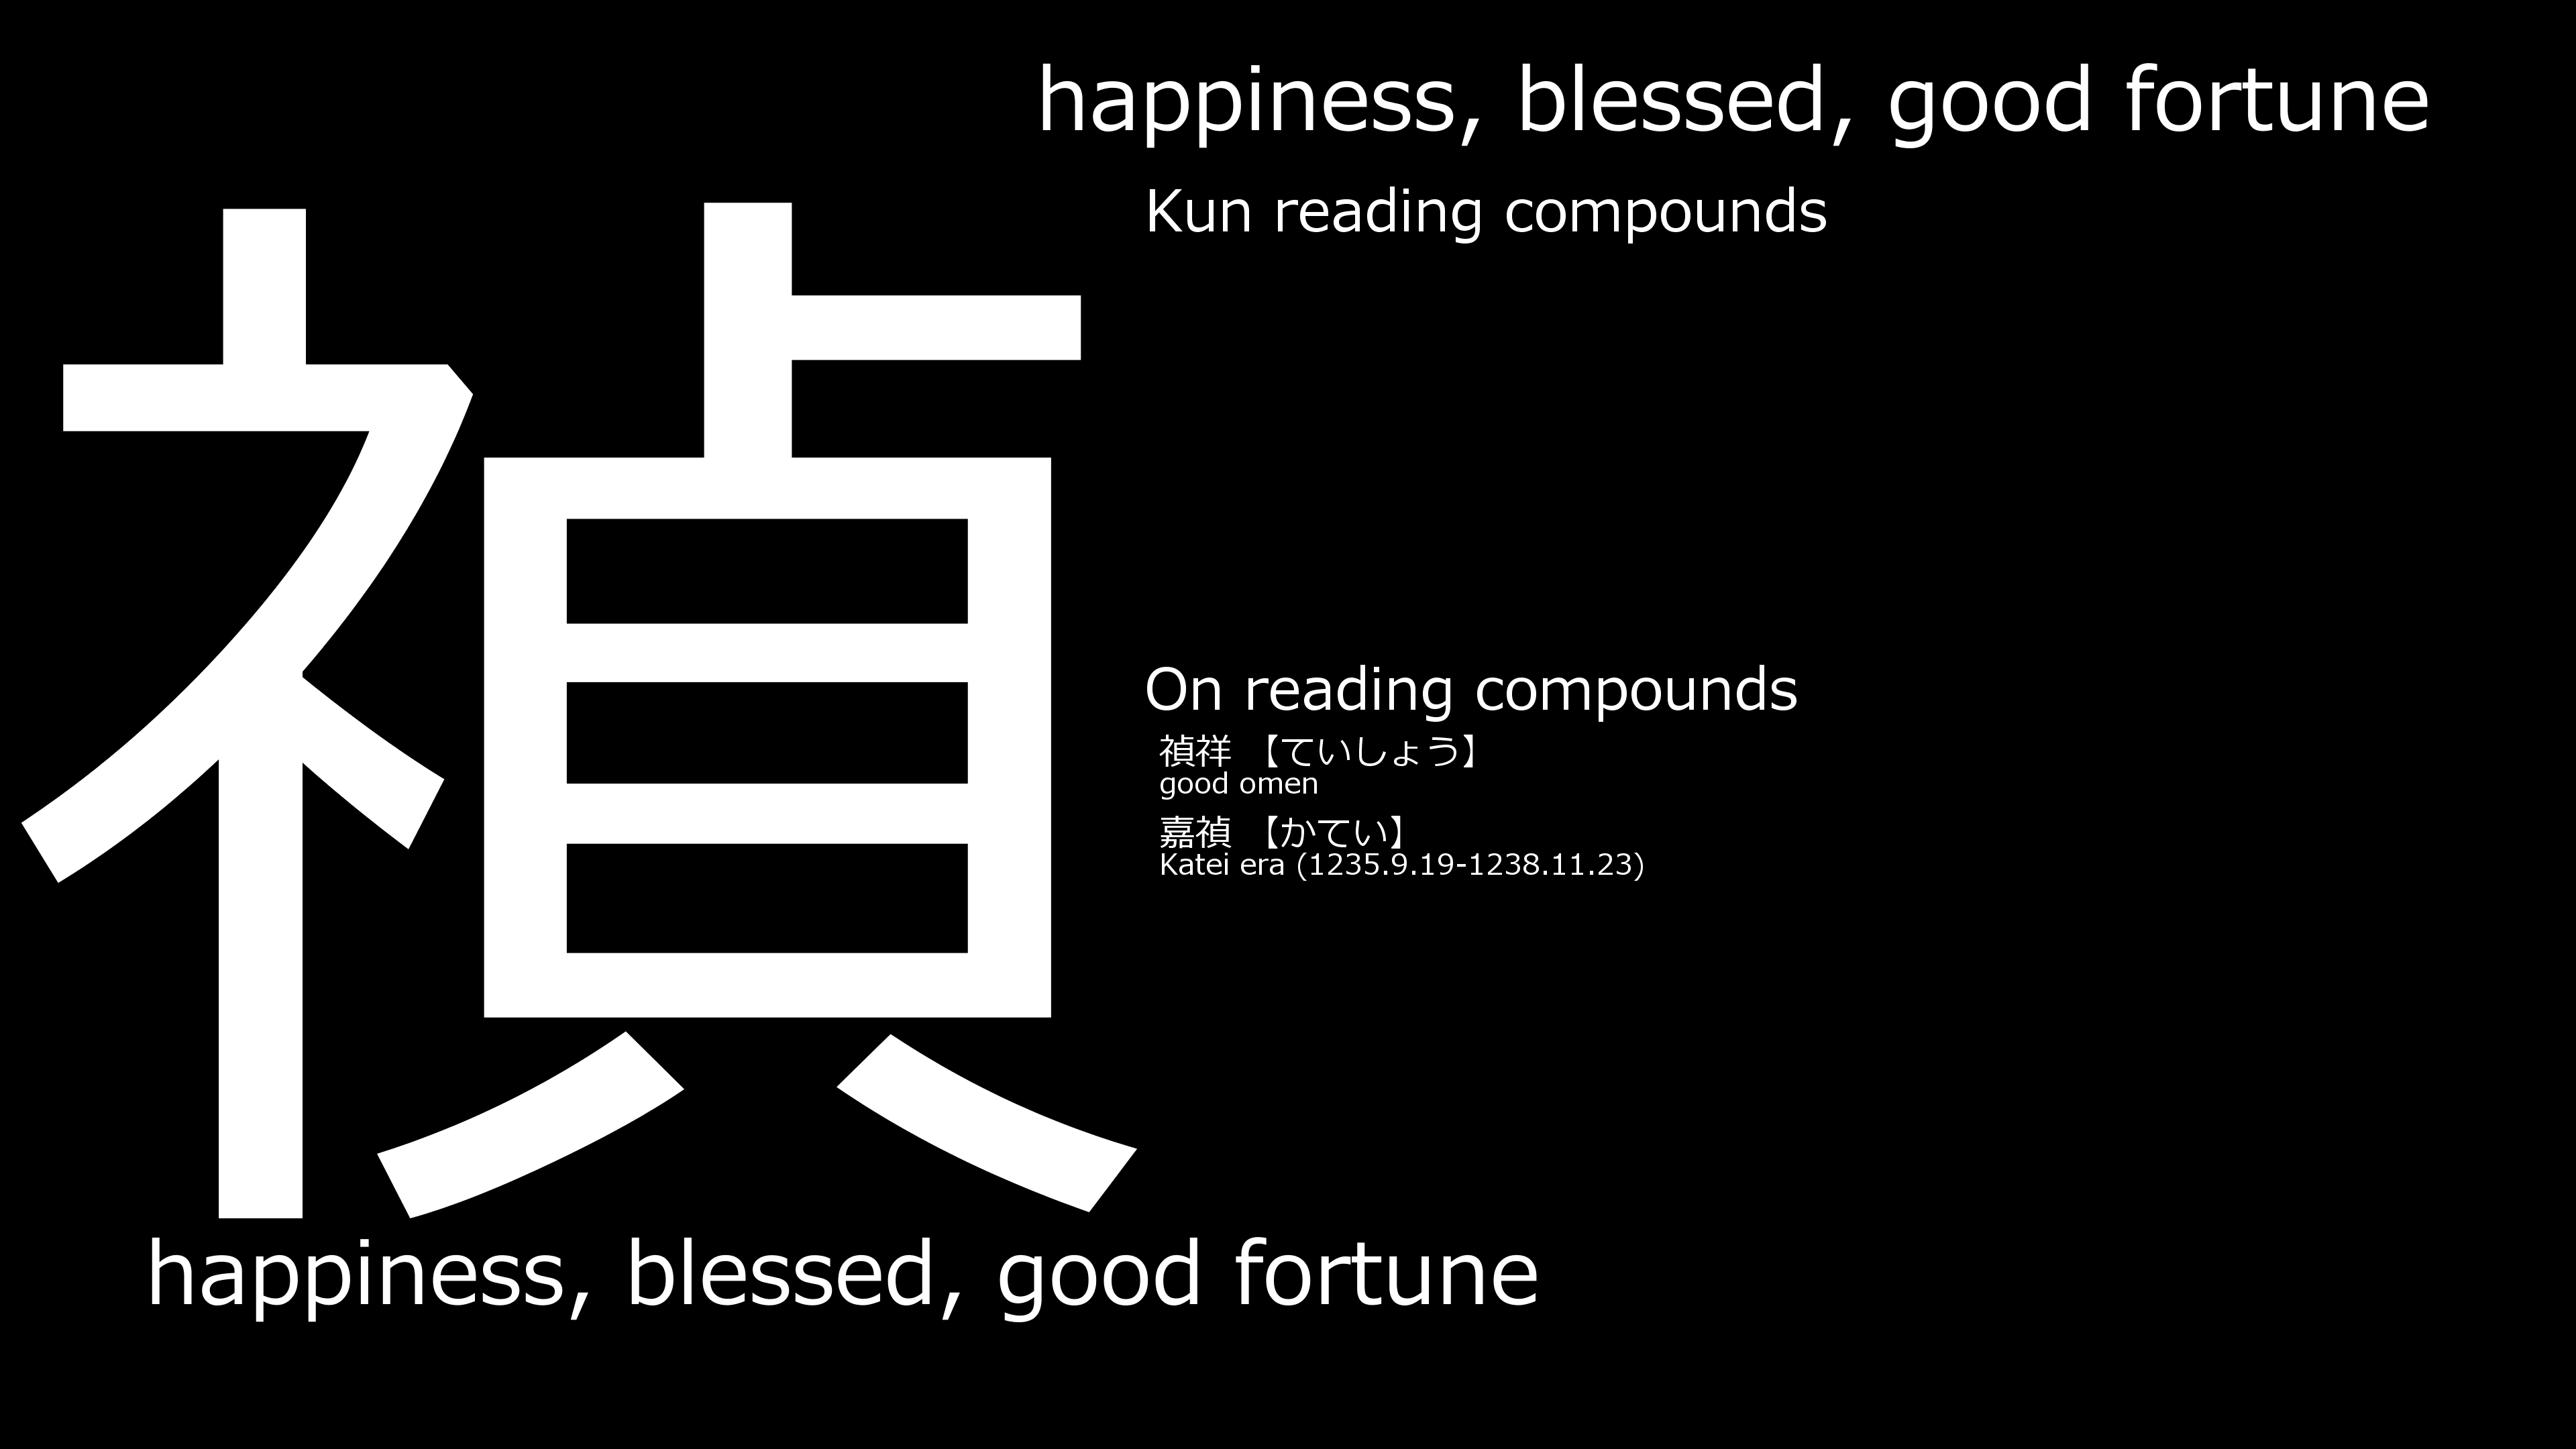 happiness, blessed, good fortune
Kun reading compounds
禎
On reading compounds
禎祥 【ていしょう】
good omen
嘉禎 【かてい】
Katei era (1235.9.19-1238.11.23)
happiness, blessed, good fortune